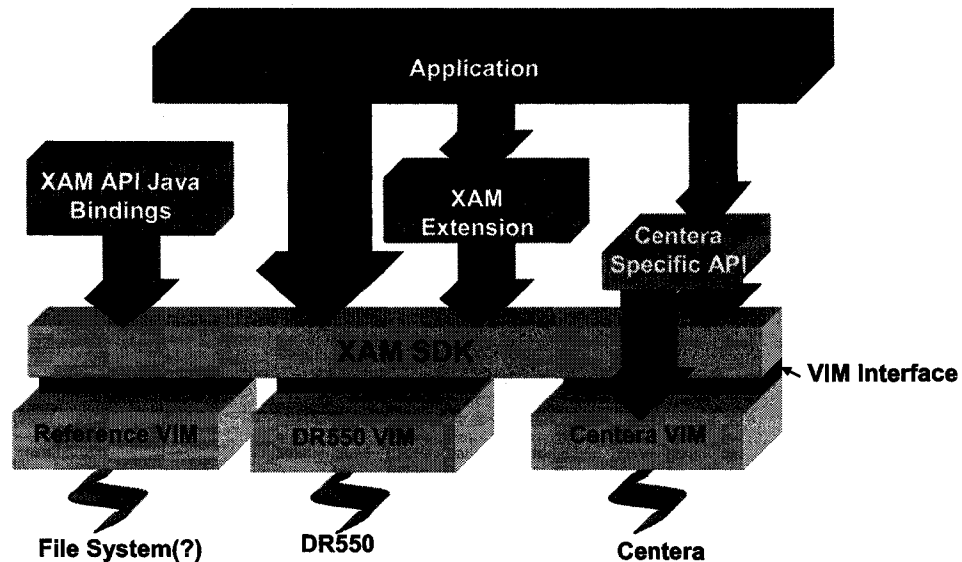 Application
XAM API Java
Bindings
XAM
Extension
Centera
Specific API
XAM SDK
VIM Interface
Reference VIM
DR550 VIM
Centera VIM
File System(?)
DR550
Centera